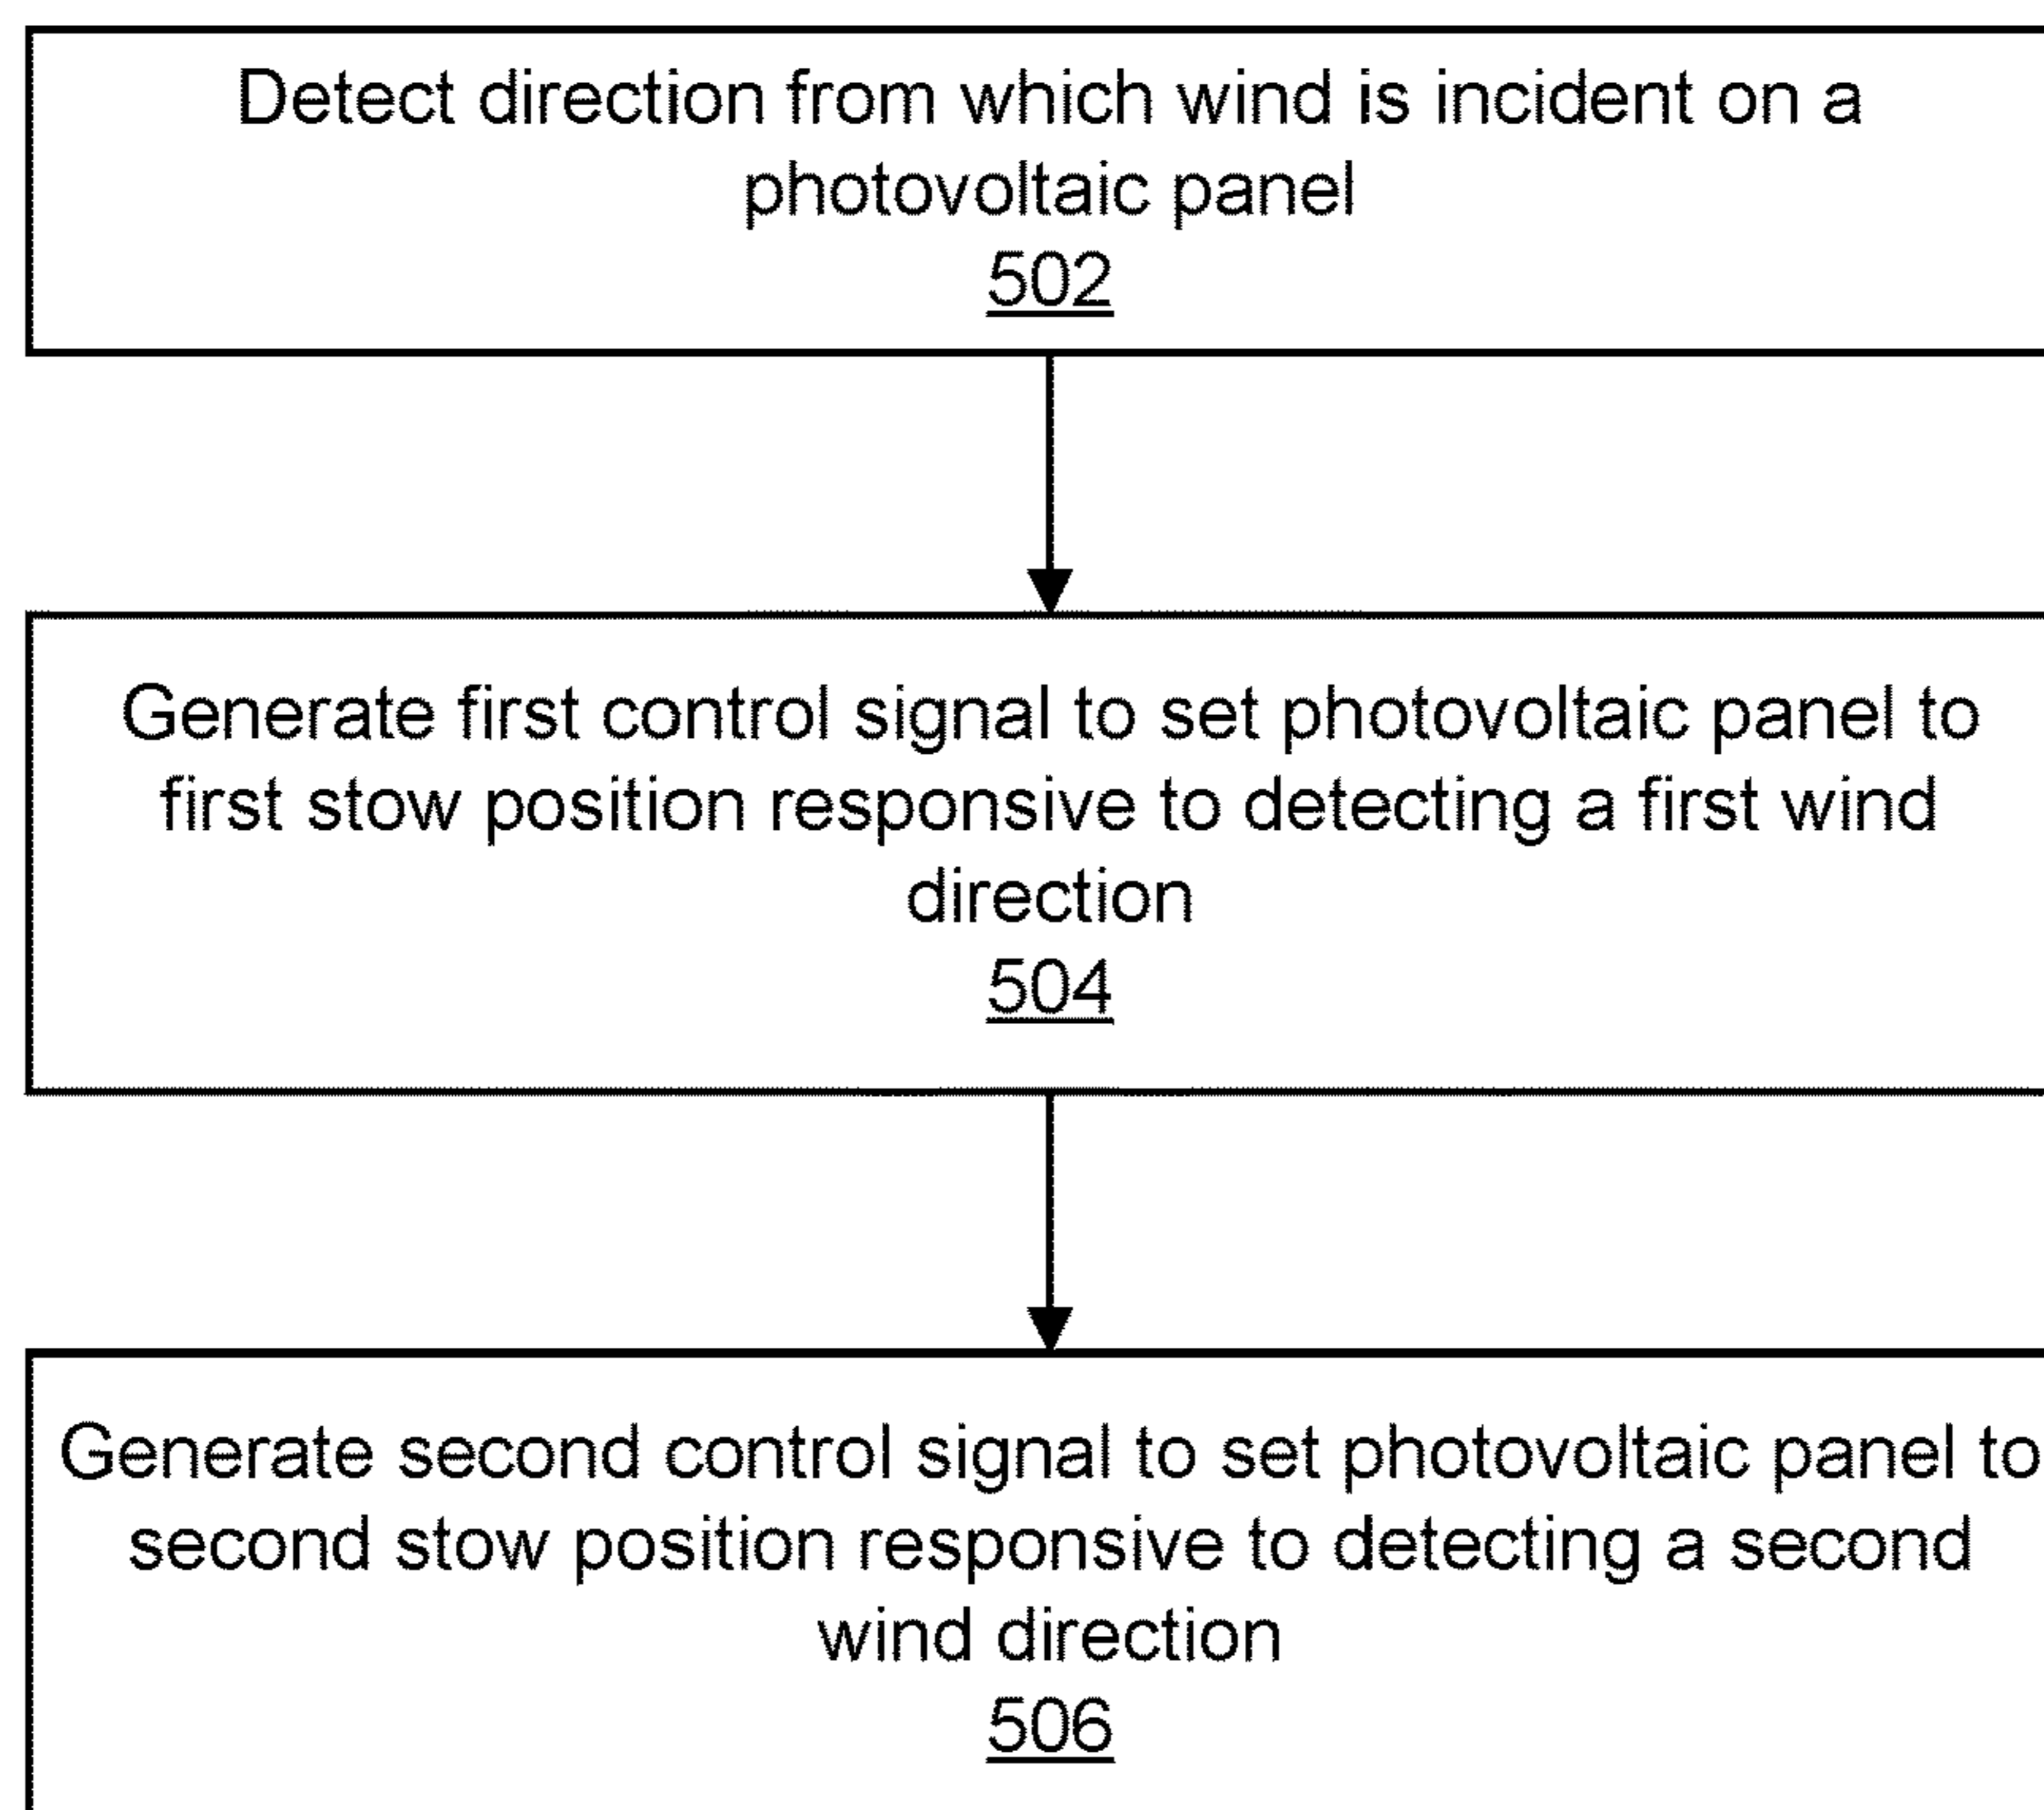 Detect direction from which wind is incident on a
photovoltaic panel
502
Generate first control signal to set photovoltaic panel to
first stow position responsive to detecting a first wind
direction
504
Generate second control signal to set photovoltaic panel to
second stow position responsive to detecting a second
wind direction
506